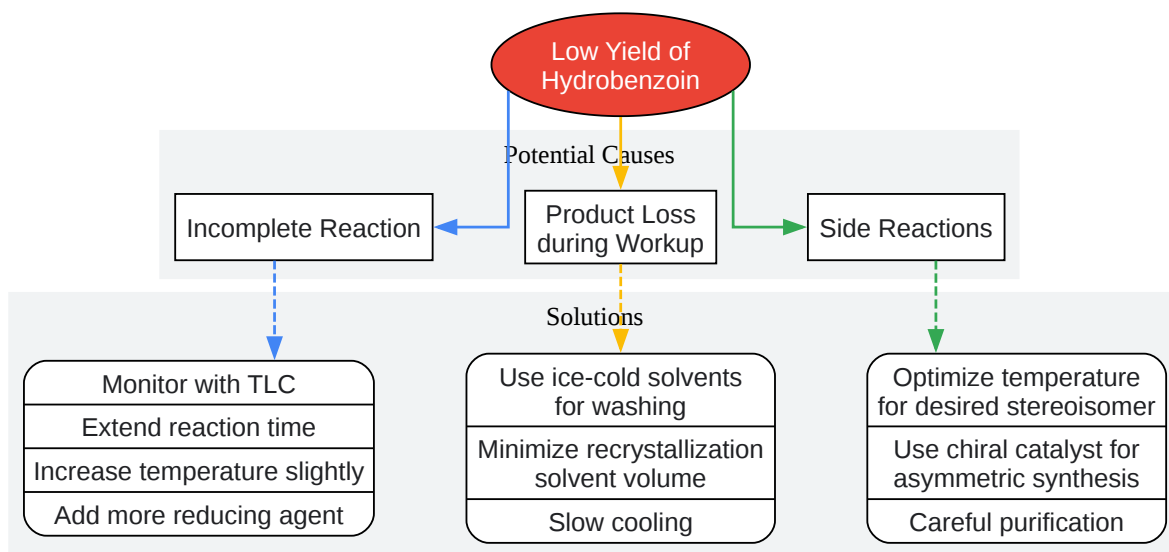 Low Yield of
Hydrobenzoin
Potential Causes
Incomplete Reaction
Product Loss
during Workup
Side Reactions
Solutions
Monitor with TLC
Extend reaction time
Increase temperature slightly
Add more reducing agent
Use ice-cold solvents
for washing
Minimize recrystallization
solvent volume
Slow cooling
Optimize temperature
for desired stereoisomer
Use chiral catalyst for
asymmetric synthesis
Careful purification